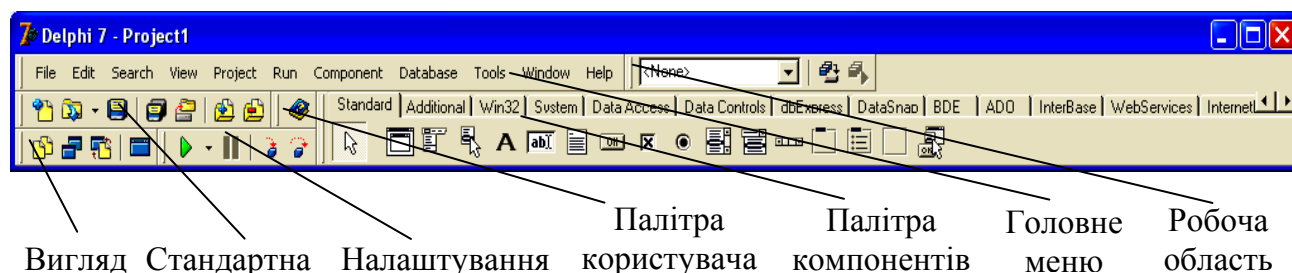 Delphi 7 - Project1
File Edit Search View Project Run Component Database Tools Window Help <None>
Standard Additional Win32 System Data Access Data Controls dbExpress DataSnap BDE ADO InterBase WebServices Internet
Палітра Палітра Головне Робоча
Вигляд Стандартна Налаштування користувача компонентів меню область